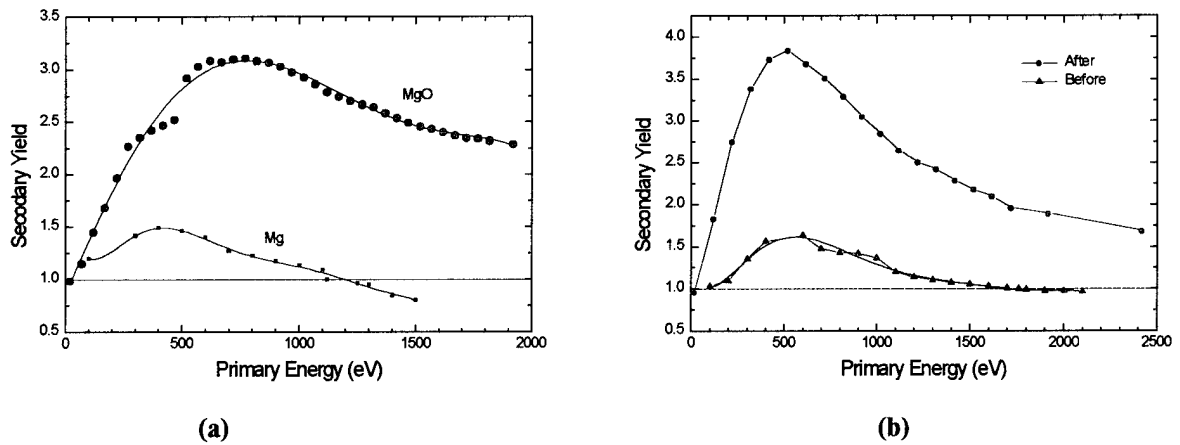 3.5
3.0
2.5
2.0
1.5
1.0
0.5
Secodary Yield
MgO
Mg
0 500 1000 1500 2000
Primary Energy (eV)
(a)
4.0
3.5
3.0
2.5
2.0
1.5
1.0
0.5
Secondary Yield
After
Before
0 500 1000 1500 2000 2500
Primary Energy (eV)
(b)